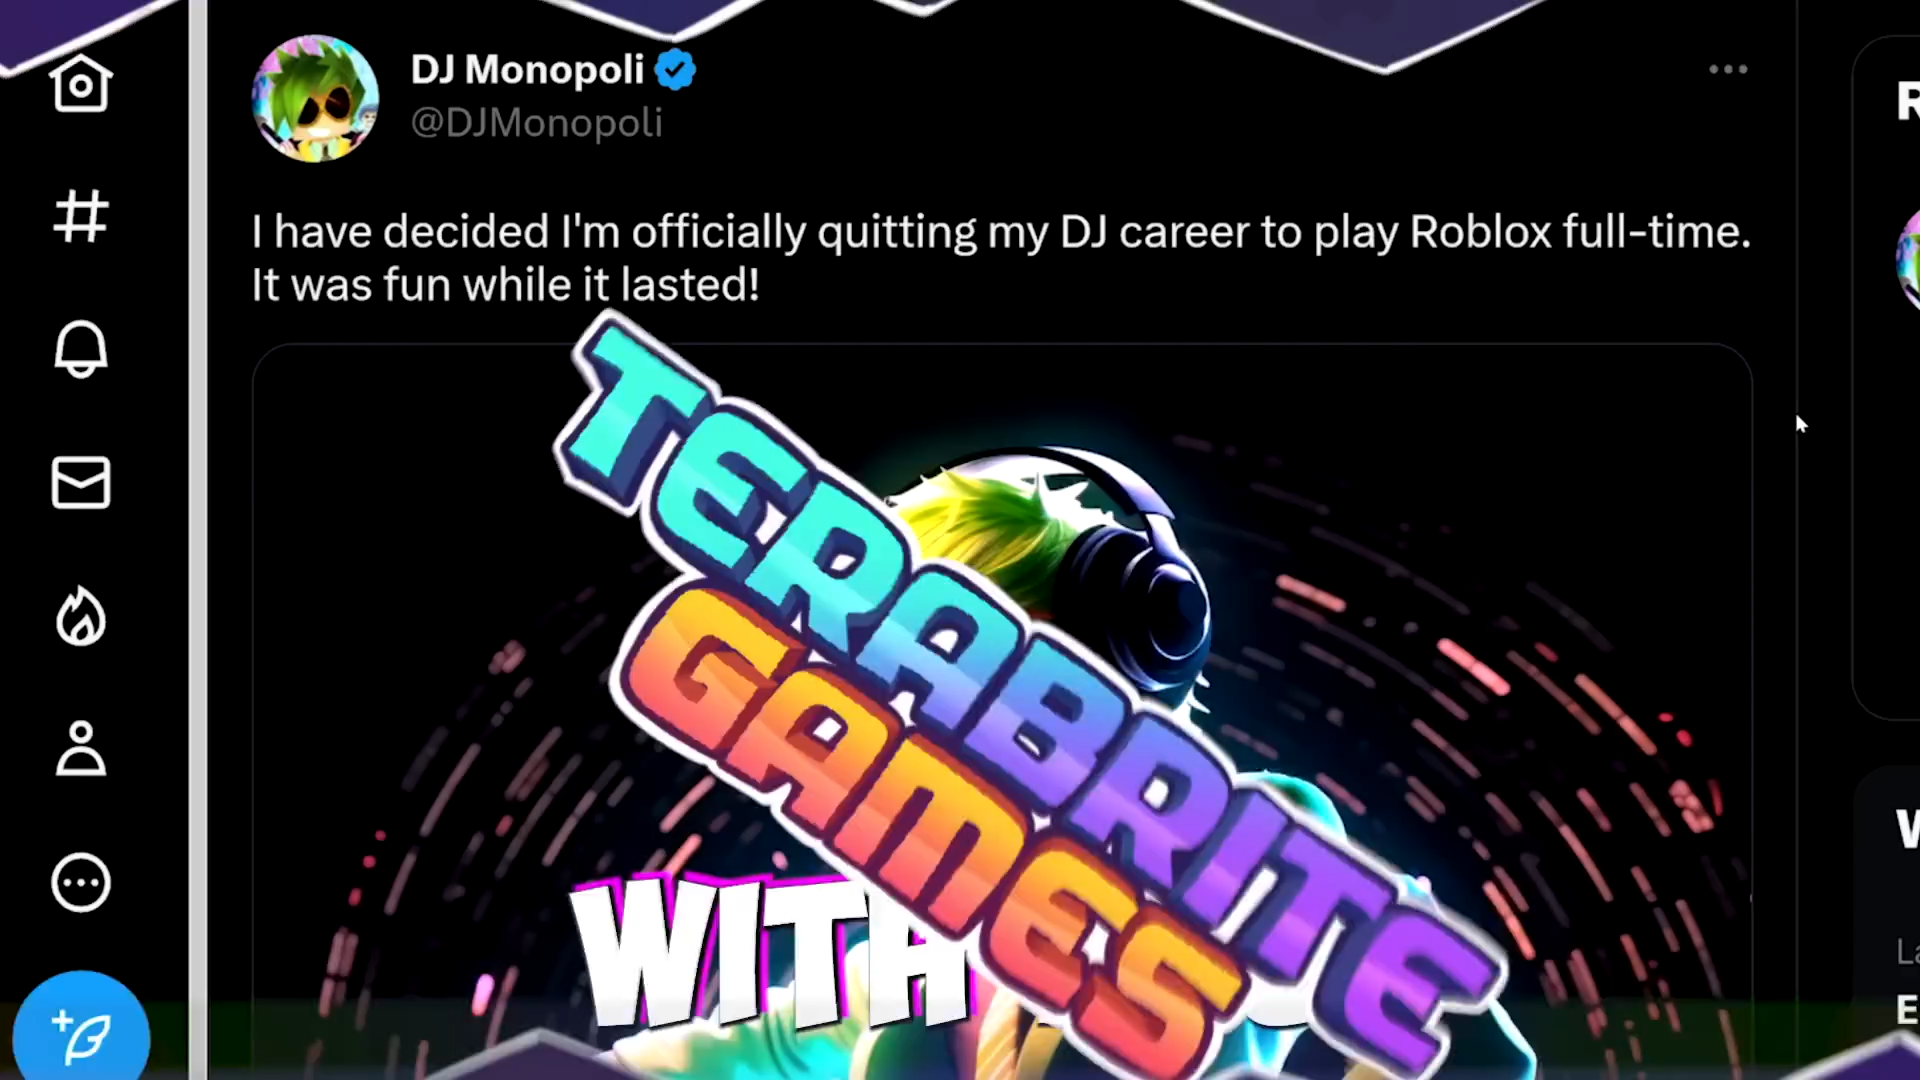 DJ Monopoli
@DJMonopoli
I have decided I'm officially quitting my DJ career to play Roblox full-time.
It was fun while it lasted!
TERABRITE
GAMES
WITH